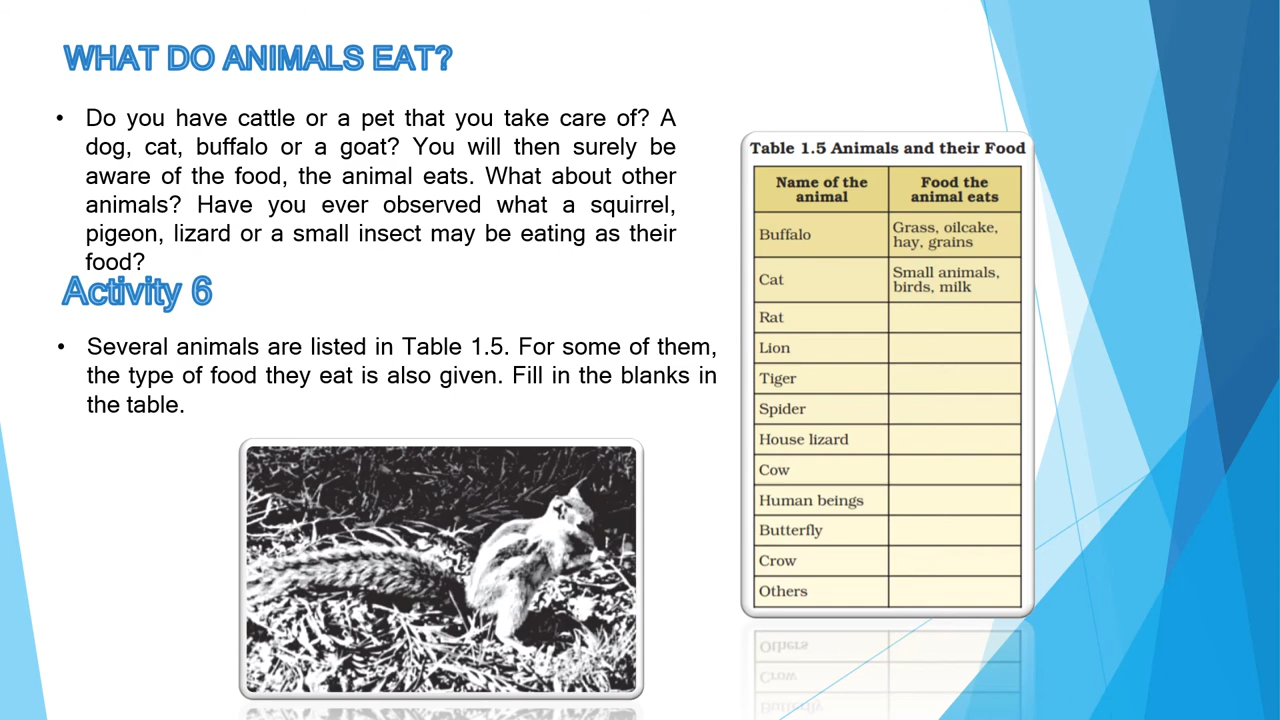 WHAT DO ANIMALS EAT?
• Do you have cattle or a pet that you take care of? A
dog, cat, buffalo or a goat? You will then surely be
aware of the food, the animal eats. What about other
animals? Have you ever observed what a squirrel,
pigeon, lizard or a small insect may be eating as their
food?
Activity 6
• Several animals are listed in Table 1.5. For some of them,
the type of food they eat is also given. Fill in the blanks in
the table.
Table 1.5 Animals and their Food
Name of the animal Food the animal eats
Buffalo Grass, oilcake, hay, grains
Cat Small animals, birds, milk
Rat
Lion
Tiger
Spider
House lizard
Cow
Human beings
Butterfly
Crow
Others